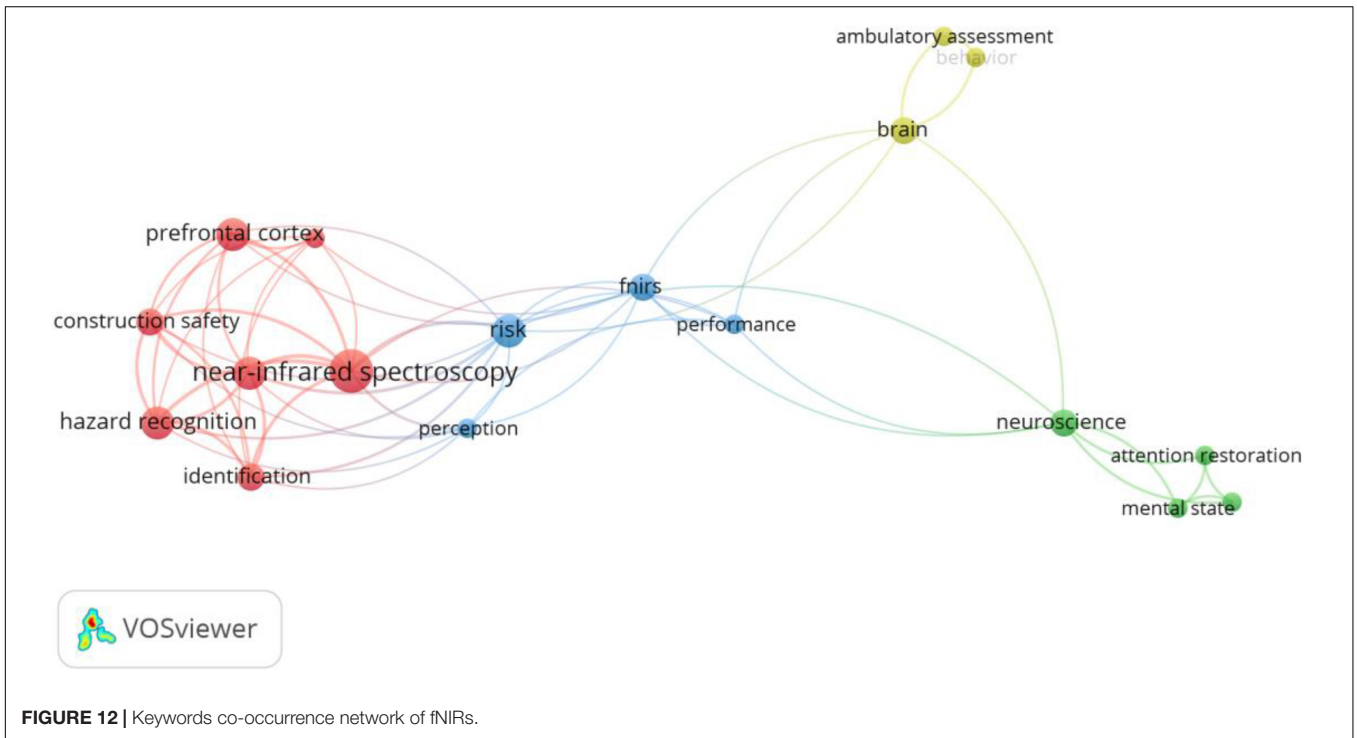 ambulatory assessment
behavior
brain
prefrontal cortex
fnirs
construction safety
risk
performance
near-infrared spectroscopy
hazard recognition
perception
neuroscience
attention restoration
identification
mental state
VOSviewer
FIGURE 12 | Keywords co-occurrence network of fNIRs.